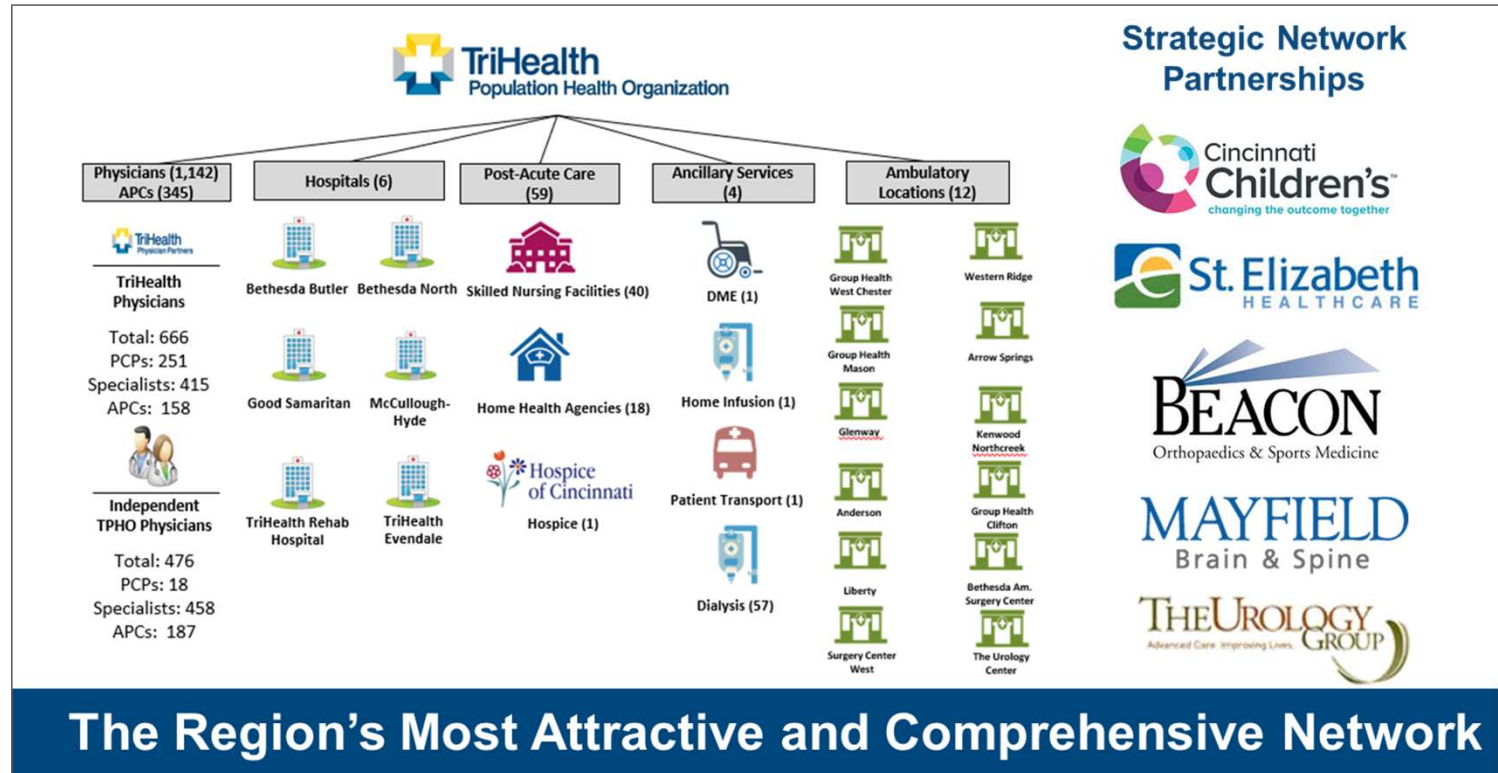 TriHealth
Population Health Organization
Strategic Network
Partnerships
Physicians (1,142)
APCs (345)
Hospitals (6)
Post-Acute Care
(59)
Ancillary Services
(4)
Ambulatory
Locations (12)
TriHealth
Physician Partners
TriHealth
Physicians
Total: 666
PCPs: 251
Specialists: 415
APCs: 158
Independent
TPHO Physicians
Total: 476
PCPs: 18
Specialists: 458
APCs: 187
Bethesda Butler
Bethesda North
Good Samaritan
McCullough-
Hyde
TriHealth Rehab
Hospital
TriHealth
Evendale
Skilled Nursing Facilities (40)
Home Health Agencies (18)
Hospice
of Cincinnati
Hospice (1)
DME (1)
Home Infusion (1)
Patient Transport (1)
Dialysis (57)
Group Health
West Chester
Western Ridge
Group Health
Mason
Arrow Springs
Glenway
Kenwood
Northcreek
Anderson
Group Health
Clifton
Liberty
Bethesda Am.
Surgery Center
Surgery Center
West
The Urology
Center
Cincinnati
Children's™
changing the outcome together
St. Elizabeth
HEALTHCARE
BEACON
Orthopaedics & Sports Medicine
MAYFIELD
Brain & Spine
THE UROLOGY
GROUP
Advanced Care. Improving Lives.
The Region's Most Attractive and Comprehensive Network